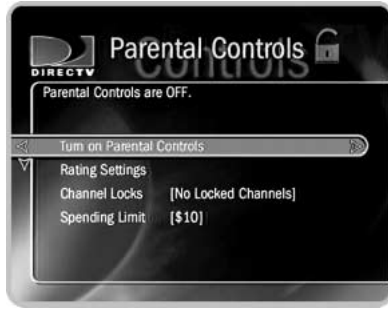 Parental Controls
DIRECTV
Parental Controls are OFF.
Turn on Parental Controls
Rating Settings
Channel Locks [No Locked Channels]
Spending Limit [$10]